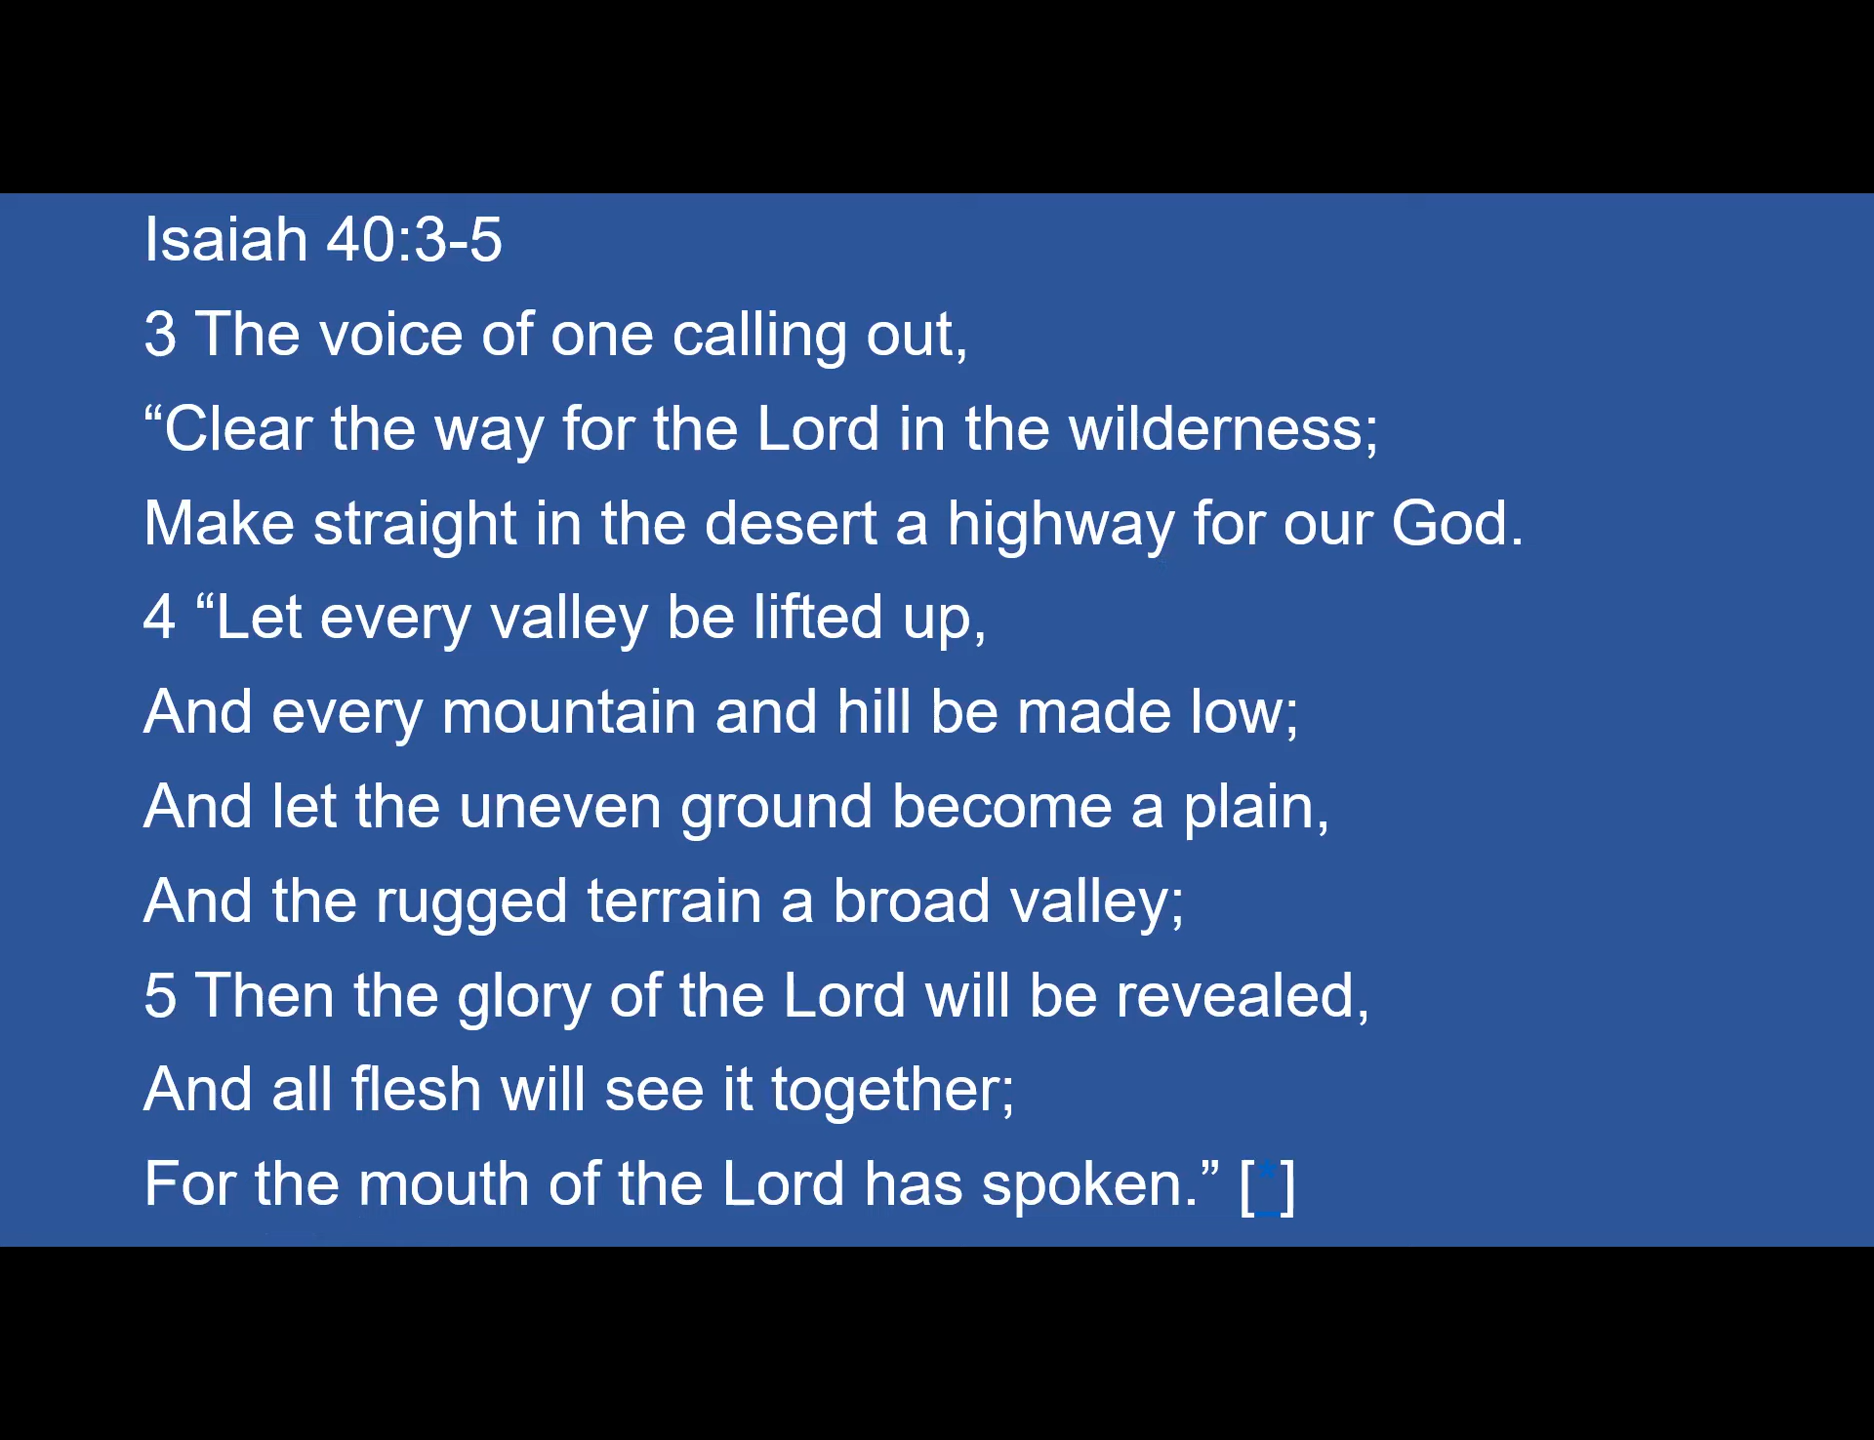 Isaiah 40:3-5
3 The voice of one calling out,
“Clear the way for the Lord in the wilderness;
Make straight in the desert a highway for our God.
4 “Let every valley be lifted up,
And every mountain and hill be made low;
And let the uneven ground become a plain,
And the rugged terrain a broad valley;
5 Then the glory of the Lord will be revealed,
And all flesh will see it together;
For the mouth of the Lord has spoken.” [*]